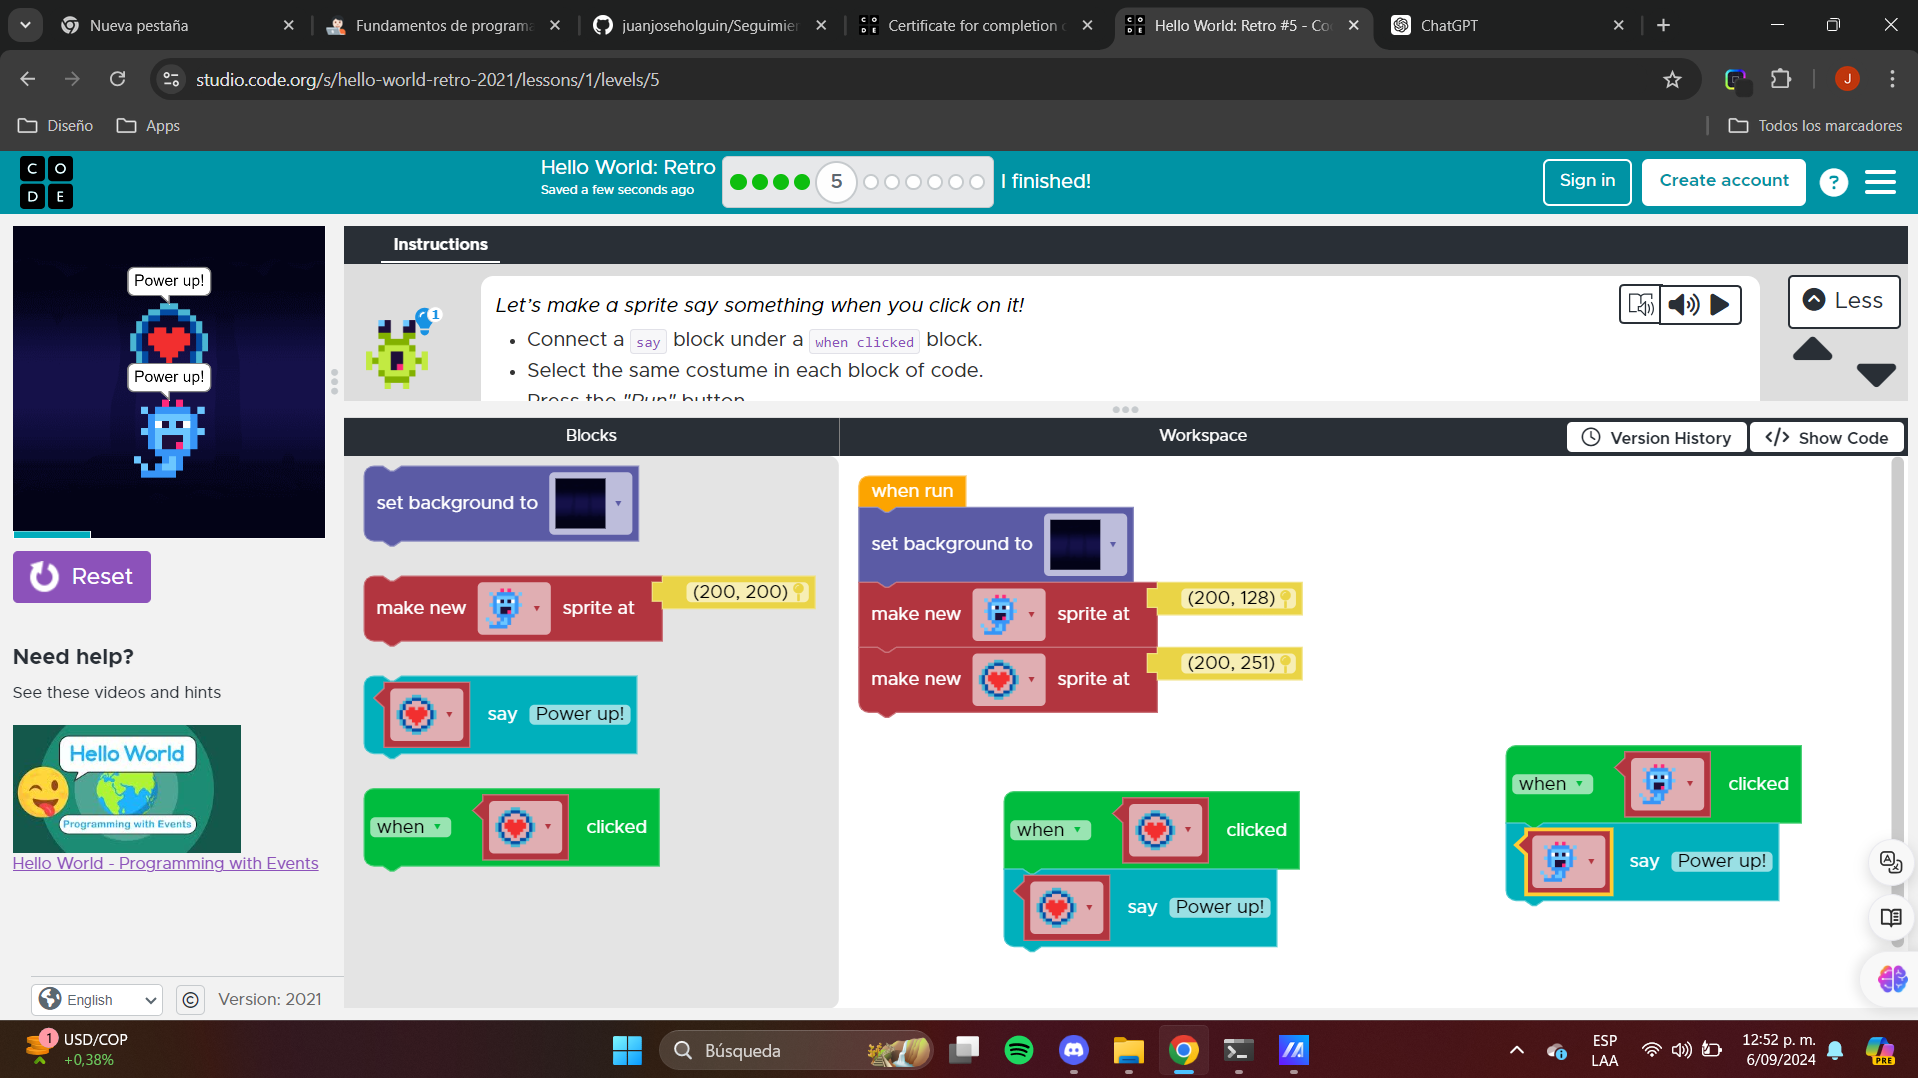 Nueva pestaña
Fundamentos de programa
juanjoseholguin/Seguimier
Certificate for completion
Hello World: Retro #5 - Co
ChatGPT
studio.code.org/s/hello-world-retro-2021/lessons/1/levels/5
J
Diseño
Apps
Todos los marcadores
C O
D E
Hello World: Retro
Saved a few seconds ago
5
I finished!
Sign in
Create account
?
Instructions
Power up!
Power up!
1
Let's make a sprite say something when you click on it!
• Connect a say block under a when clicked block.
• Select the same costume in each block of code.
Press the "Run" button
Less
Reset
Blocks
Workspace
Version History
</> Show Code
set background to
make new sprite at (200, 200)
say Power up!
when clicked
when run
set background to
make new sprite at (200, 128)
make new sprite at (200, 251)
when clicked
say Power up!
when clicked
say Power up!
Need help?
See these videos and hints
Hello World
Programming with Events
Hello World - Programming with Events
English
©
Version: 2021
1
USD/COP
+0,38%
Búsqueda
ESP
LAA
12:52 p. m.
6/09/2024
PRE